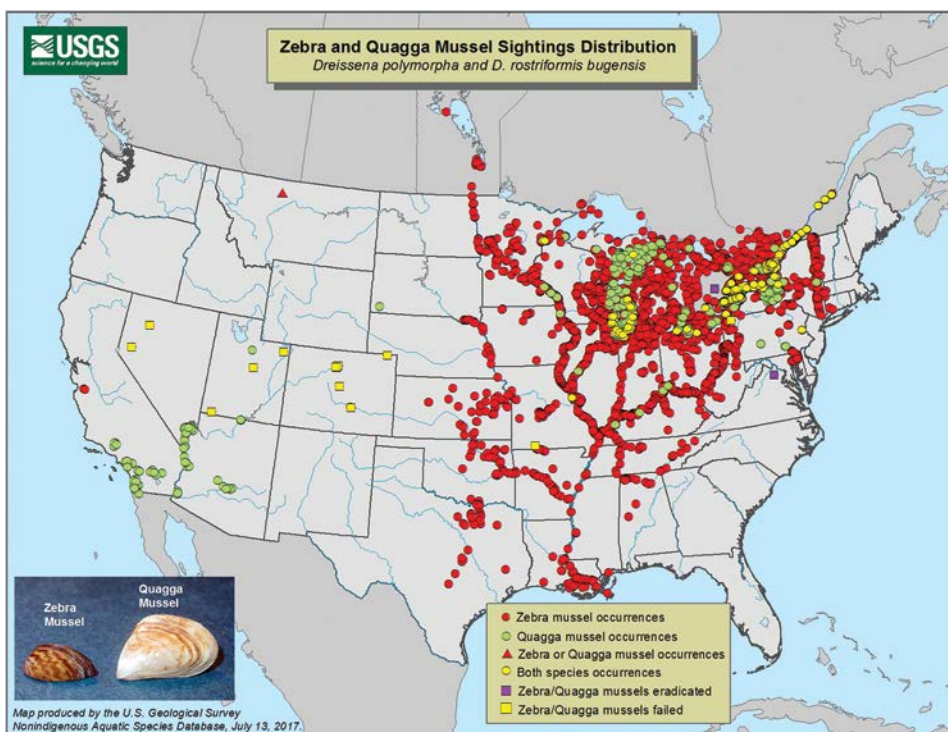 USGS
science for a changing world
Zebra and Quagga Mussel Sightings Distribution
Dreissena polymorpha and D. rostriformis bugensis
Zebra
Mussel
Quagga
Mussel
Zebra mussel occurrences
Quagga mussel occurrences
Zebra or Quagga mussel occurrences
Both species occurrences
Zebra/Quagga mussels eradicated
Zebra/Quagga mussels failed
Map produced by the U.S. Geological Survey
Nonindigenous Aquatic Species Database, July 13, 2017.